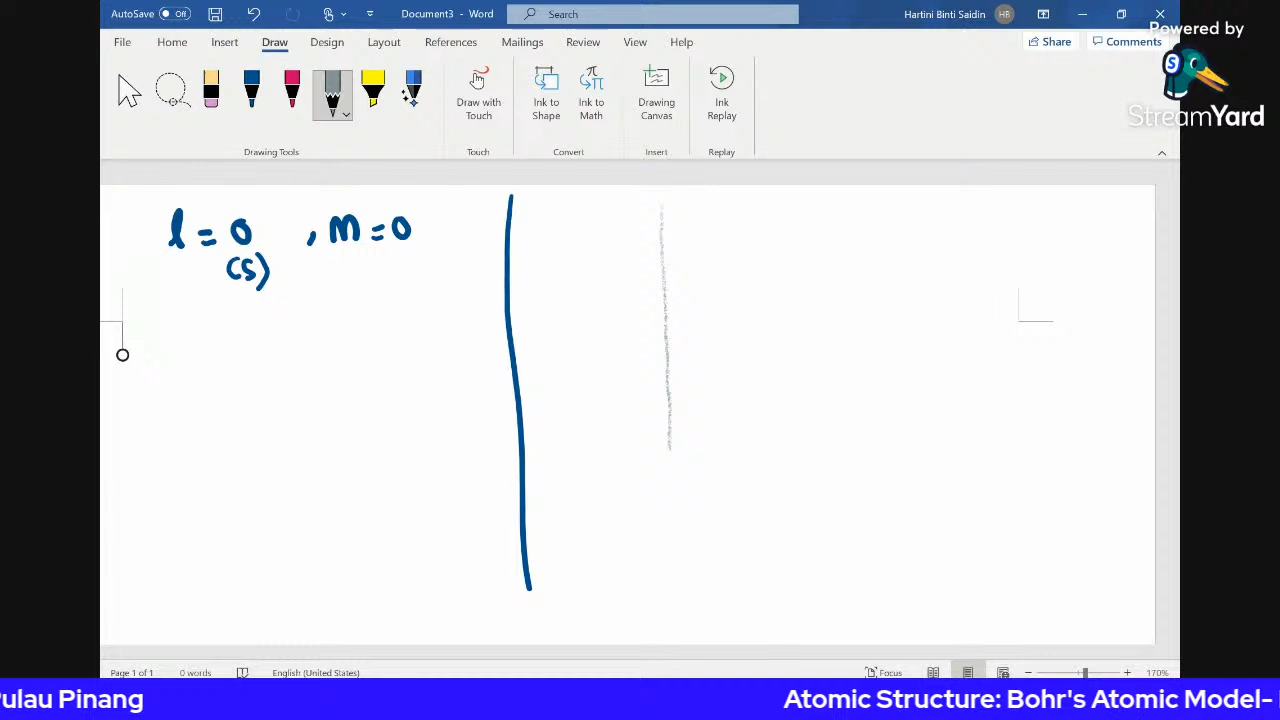 AutoSave Off Document3 - Word Search Hartini Binti Saidin HB
Powered by
StreamYard
File Home Insert Draw Design Layout References Mailings Review View Help Share Comments
Draw with Touch Ink to Shape Ink to Math Drawing Canvas Ink Replay
Drawing Tools Touch Convert Insert Replay
l = 0 , m = 0
(s)
Page 1 of 1 0 words English (United States) Focus 170%
Pulau Pinang Atomic Structure: Bohr's Atomic Model-